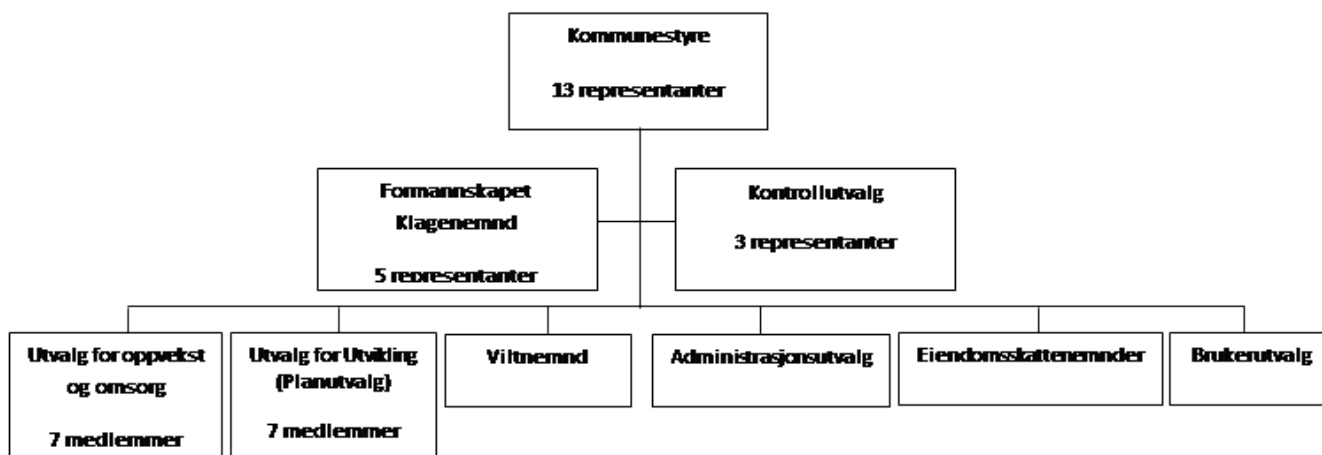 Kommunestyre
13 representanter
Formannskapet
Klagenemnd
5 representanter
Kontrollutvalg
3 representanter
Utvalg for oppvekst
og omsorg
7 medlemmer
Utvalg for Utvikling
(Planutvalg)
7 medlemmer
Viltnemnd
Administrasjonsutvalg
Eiendomsskattenemnder
Brukerutvalg